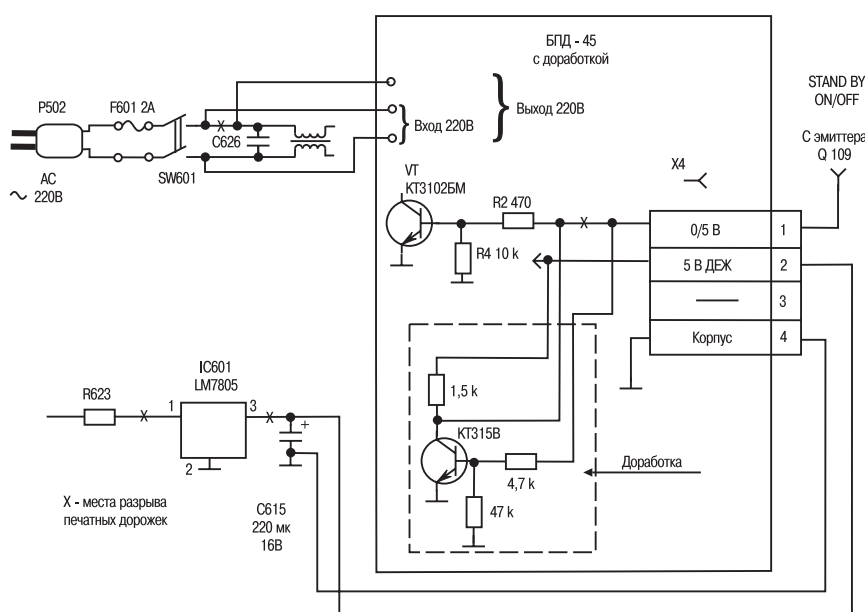 БПД - 45
с доработкой
STAND BY
ON/OFF
P502
F601 2A
Вход 220В
Выход 220В
C626
С эмиттера
Q 109
AC
220В
SW601
VT
КТ3102БМ
X4
R2 470
0/5 В
1
R4 10 k
5 В ДЕЖ
2
3
Корпус
4
IC601
LM7805
R623
1
3
+
2
1,5 k
КТ315В
4,7 k
Доработка
47 k
X - места разрыва
печатных дорожек
C615
220 мк
16В